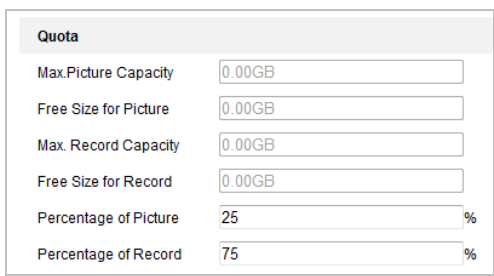 Quota
Max.Picture Capacity 0.00GB
Free Size for Picture 0.00GB
Max. Record Capacity 0.00GB
Free Size for Record 0.00GB
Percentage of Picture 25 %
Percentage of Record 75 %